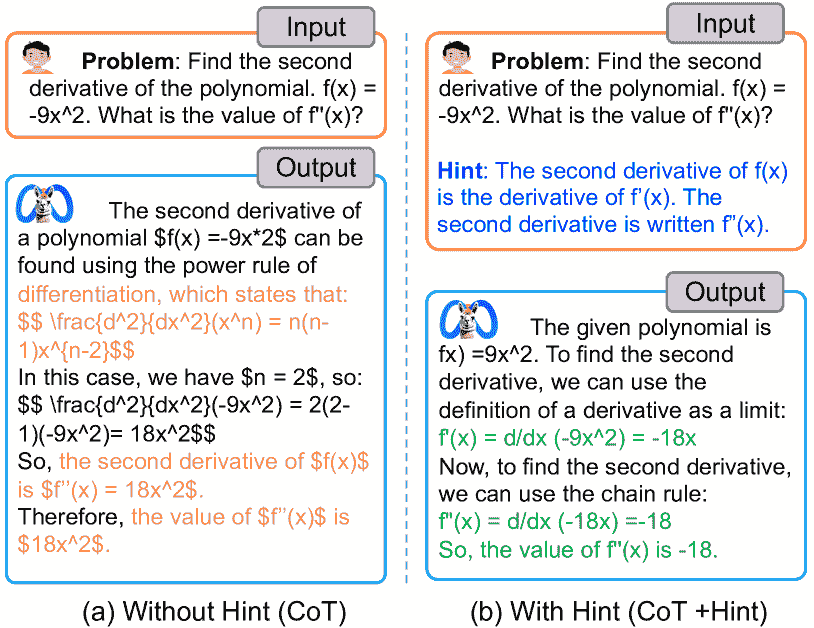 Input
Problem: Find the second
derivative of the polynomial. f(x) =
-9x^2. What is the value of f"(x)?
Output
The second derivative of
a polynomial $f(x) =-9x*2$ can be
found using the power rule of
differentiation, which states that:
$$ \frac{d^2}{dx^2}(x^n) = n(n-
1)x^{n-2}$$
In this case, we have $n = 2$, so:
$$ \frac{d^2}{dx^2}(-9x^2) = 2(2-
1)(-9x^2)= 18x^2$$
So, the second derivative of $f(x)$
is $f''(x) = 18x^2$.
Therefore, the value of $f''(x)$ is
$18x^2$.
(a) Without Hint (CoT)
Input
Problem: Find the second
derivative of the polynomial. f(x) =
-9x^2. What is the value of f"(x)?
Hint: The second derivative of f(x)
is the derivative of f'(x). The
second derivative is written f''(x).
Output
The given polynomial is
fx) =9x^2. To find the second
derivative, we can use the
definition of a derivative as a limit:
f'(x) = d/dx (-9x^2) = -18x
Now, to find the second derivative,
we can use the chain rule:
f"(x) = d/dx (-18x) =-18
So, the value of f"(x) is -18.
(b) With Hint (CoT +Hint)